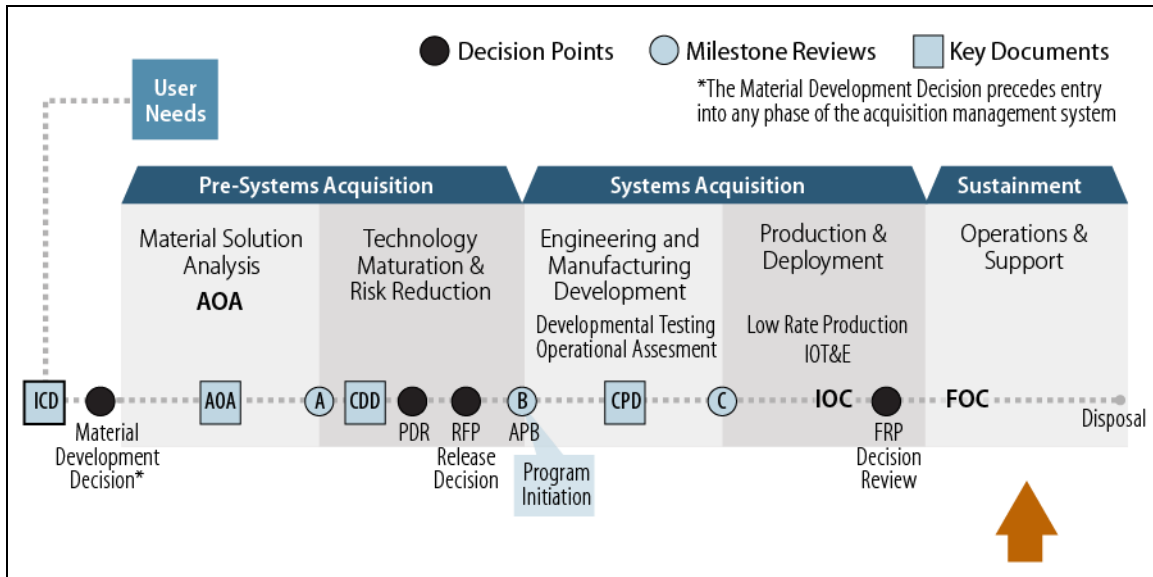 Decision Points
Milestone Reviews
Key Documents
*The Material Development Decision precedes entry
into any phase of the acquisition management system
User
Needs
Pre-Systems Acquisition
Systems Acquisition
Sustainment
Material Solution
Analysis
AOA
Technology
Maturation &
Risk Reduction
Engineering and
Manufacturing
Development
Developmental Testing
Operational Assesment
Production &
Deployment
Low Rate Production
IOT&E
Operations &
Support
ICD
AOA
A
CDD
B
CPD
C
IOC
FOC
Disposal
Material
Development
Decision*
PDR
RFP
Release
Decision
APB
Program
Initiation
FRP
Decision
Review